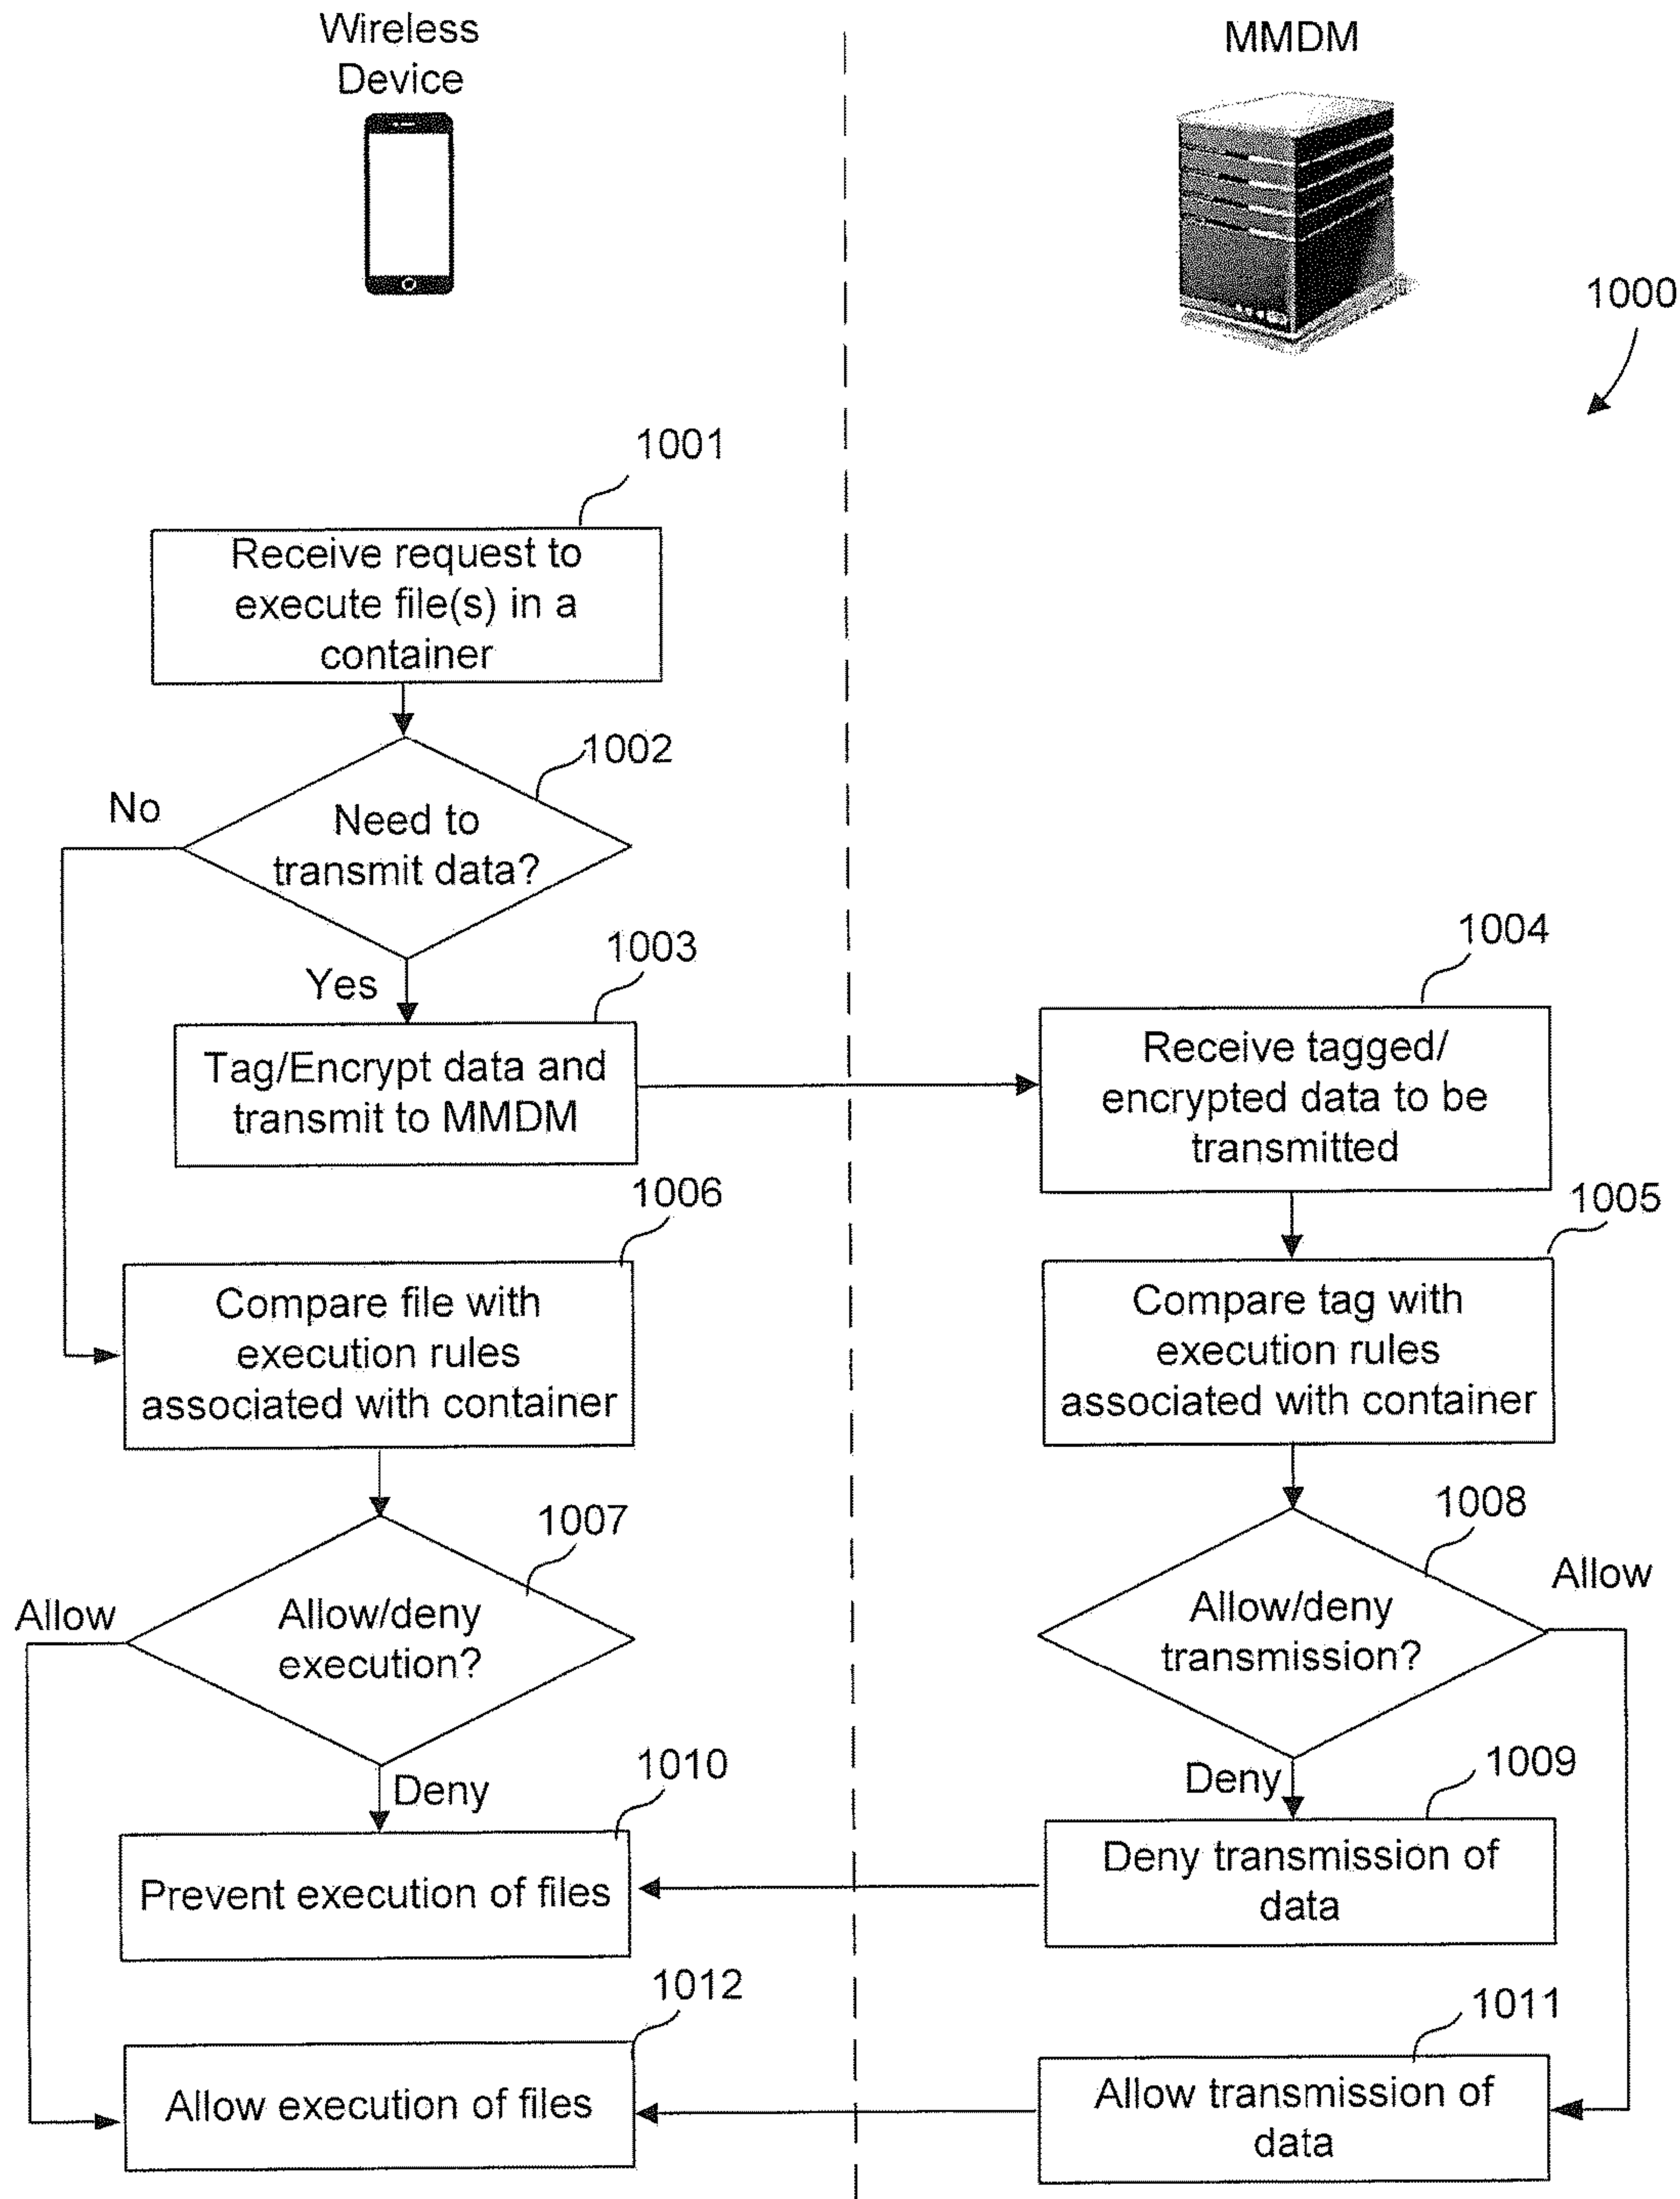 Wireless
Device
MMDM
1000
1001
Receive request to
execute file(s) in a
container
1002
No
Need to
transmit data?
Yes
1003
Tag/Encrypt data and
transmit to MMDM
1004
Receive tagged/
encrypted data to be
transmitted
1006
Compare file with
execution rules
associated with container
1005
Compare tag with
execution rules
associated with container
1007
Allow
Allow/deny
execution?
Deny
1008
Allow
Allow/deny
transmission?
Deny
1010
Prevent execution of files
1009
Deny transmission of
data
1012
Allow execution of files
1011
Allow transmission of
data